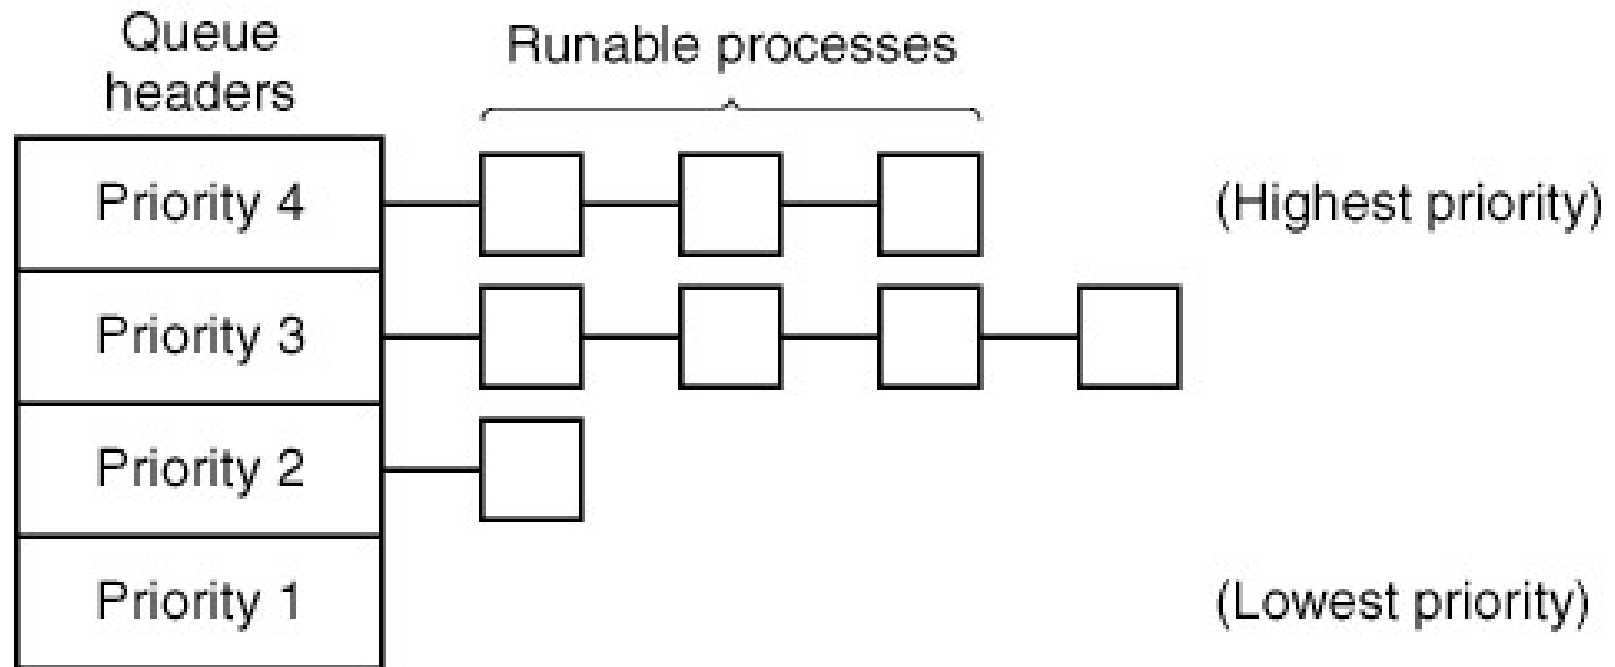 Queue
headers
Runable processes
Priority 4
(Highest priority)
Priority 3
Priority 2
Priority 1
(Lowest priority)